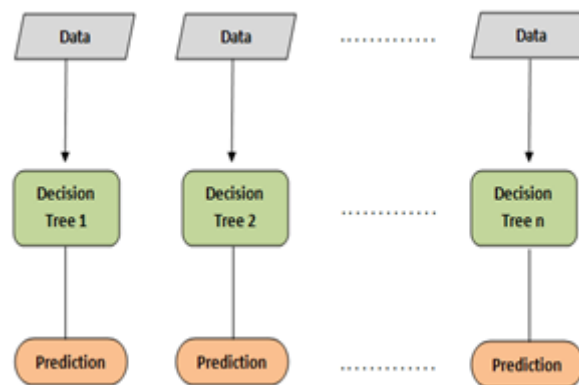 Data Data ................. Data
Decision Decision Decision
Tree 1 Tree 2 ................. Tree n
Prediction Prediction ................. Prediction